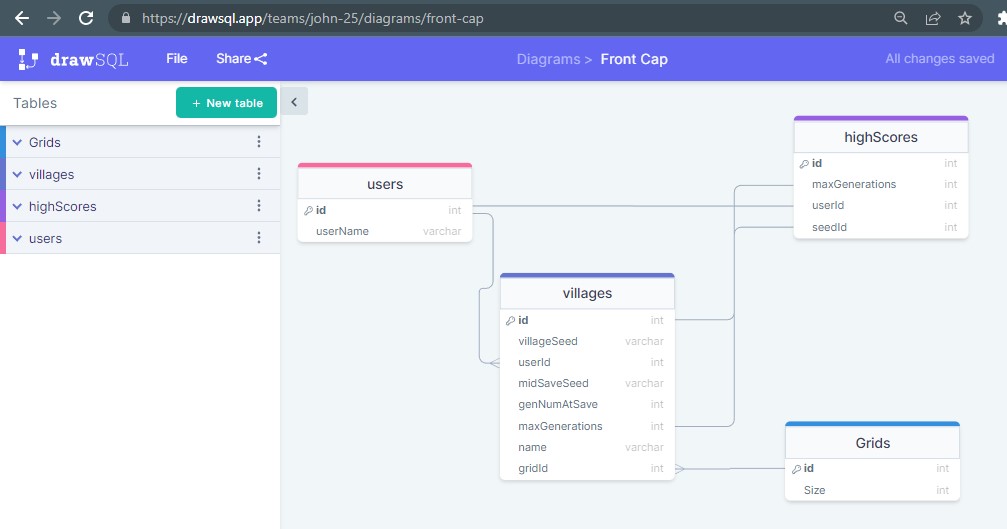 https://drawsql.app/teams/john-25/diagrams/front-cap
drawSQL File Share Diagrams > Front Cap All changes saved
Tables + New table
Grids
villages
highScores
users
users
id int
userName varchar
highScores
id int
maxGenerations int
userId int
seedId int
villages
id int
villageSeed varchar
userId int
midSaveSeed varchar
genNumAtSave int
maxGenerations int
name varchar
gridId int
Grids
id int
Size int